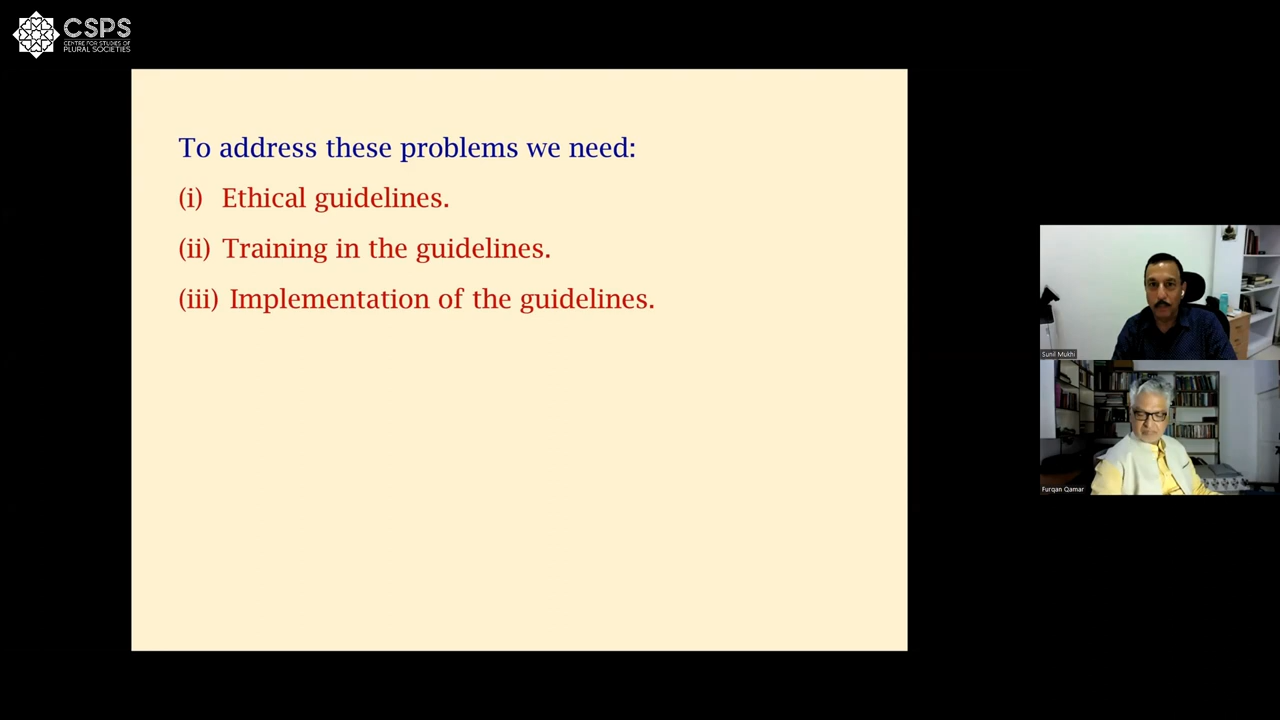 CSPS
CENTRE FOR STUDIES OF
PLURAL SOCIETIES
To address these problems we need:
(i) Ethical guidelines.
(ii) Training in the guidelines.
(iii) Implementation of the guidelines.
Sunil Mukhi
Furqan Qamar